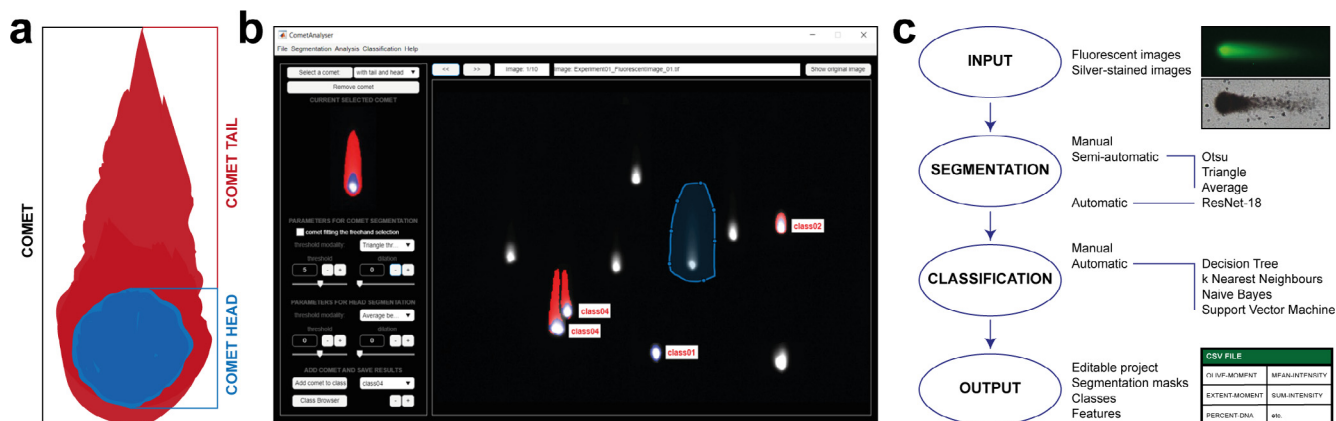 a
COMET
COMET TAIL
COMET HEAD
b
CometAnalyser
File Segmentation Analysis Classification Help
Select a comet
with tail and head
Remove comet
CURRENT SELECTED COMET
PARAMETERS FOR COMET SEGMENTATION
comet fitting the freehand selection
threshold modality
Triangle thr...
threshold
dilation
5 - +
0 - +
PARAMETERS FOR HEAD SEGMENTATION
threshold modality
Average be...
threshold
dilation
0 - +
0 - +
ADD COMET AND SAVE RESULTS
Add comet to class
class04
Class Browser
- +
<<
>>
Image: 1/10
Image: Experiment01_FluorescentImage_01.tif
Show original image
class02
class04
class04
class01
c
INPUT
Fluorescent images
Silver-stained images
SEGMENTATION
Manual
Semi-automatic
Otsu
Triangle
Average
Automatic
ResNet-18
CLASSIFICATION
Manual
Automatic
Decision Tree
k Nearest Neighbours
Naive Bayes
Support Vector Machine
OUTPUT
Editable project
Segmentation masks
Classes
Features
CSV FILE
OLIVE-MOMENT MEAN-INTENSITY
EXTENT-MOMENT SUM-INTENSITY
PERCENT-DNA etc.